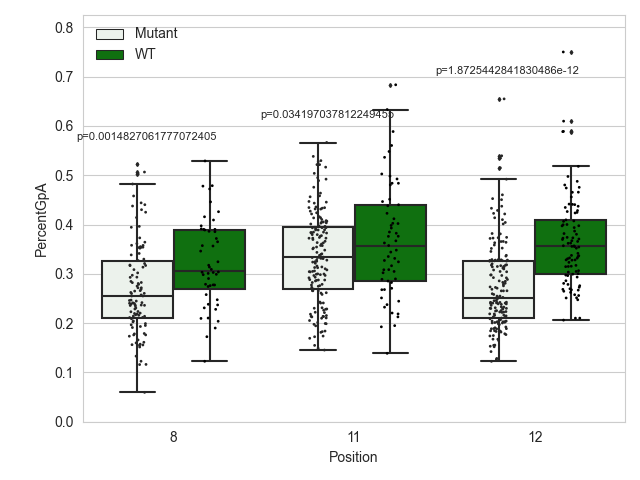 Mutant
WT
p=1.8725442841830486e-12
p=0.034197037812249455
p=0.0014827061777072405
PercentGpA
0.8
0.7
0.6
0.5
0.4
0.3
0.2
0.1
0.0
8
11
12
Position